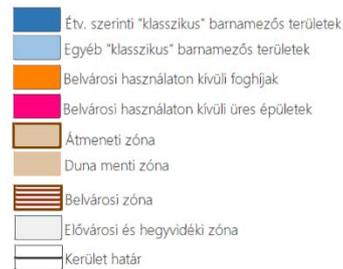 Étv. szerinti "klasszikus" barnamezős területek
Egyéb "klasszikus" barnamezős területek
Belvárosi használaton kívüli foghíjak
Belvárosi használaton kívüli üres épületek
Átmeneti zóna
Duna menti zóna
Belvárosi zóna
Elővárosi és hegyvidéki zóna
Kerület határ